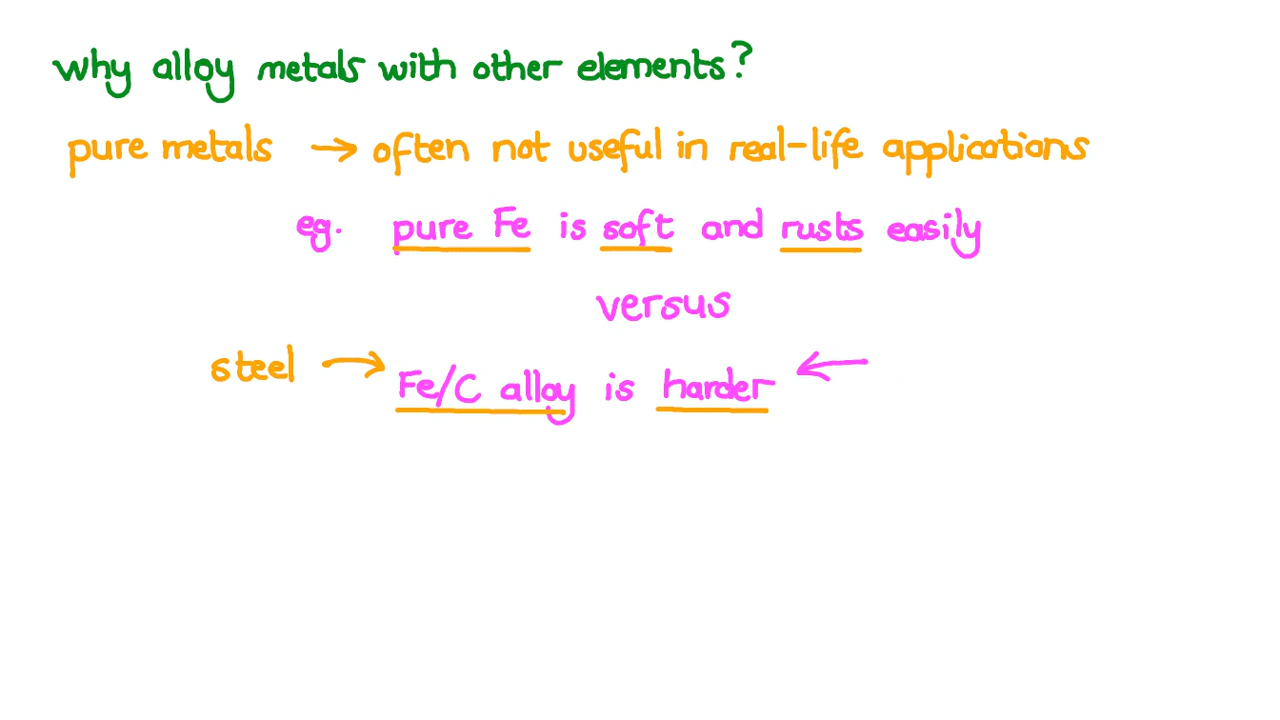 why alloy metals with other elements?
pure metals → often not useful in real-life applications
eg. pure Fe is soft and rusts easily
versus
steel → Fe/C alloy is harder ←